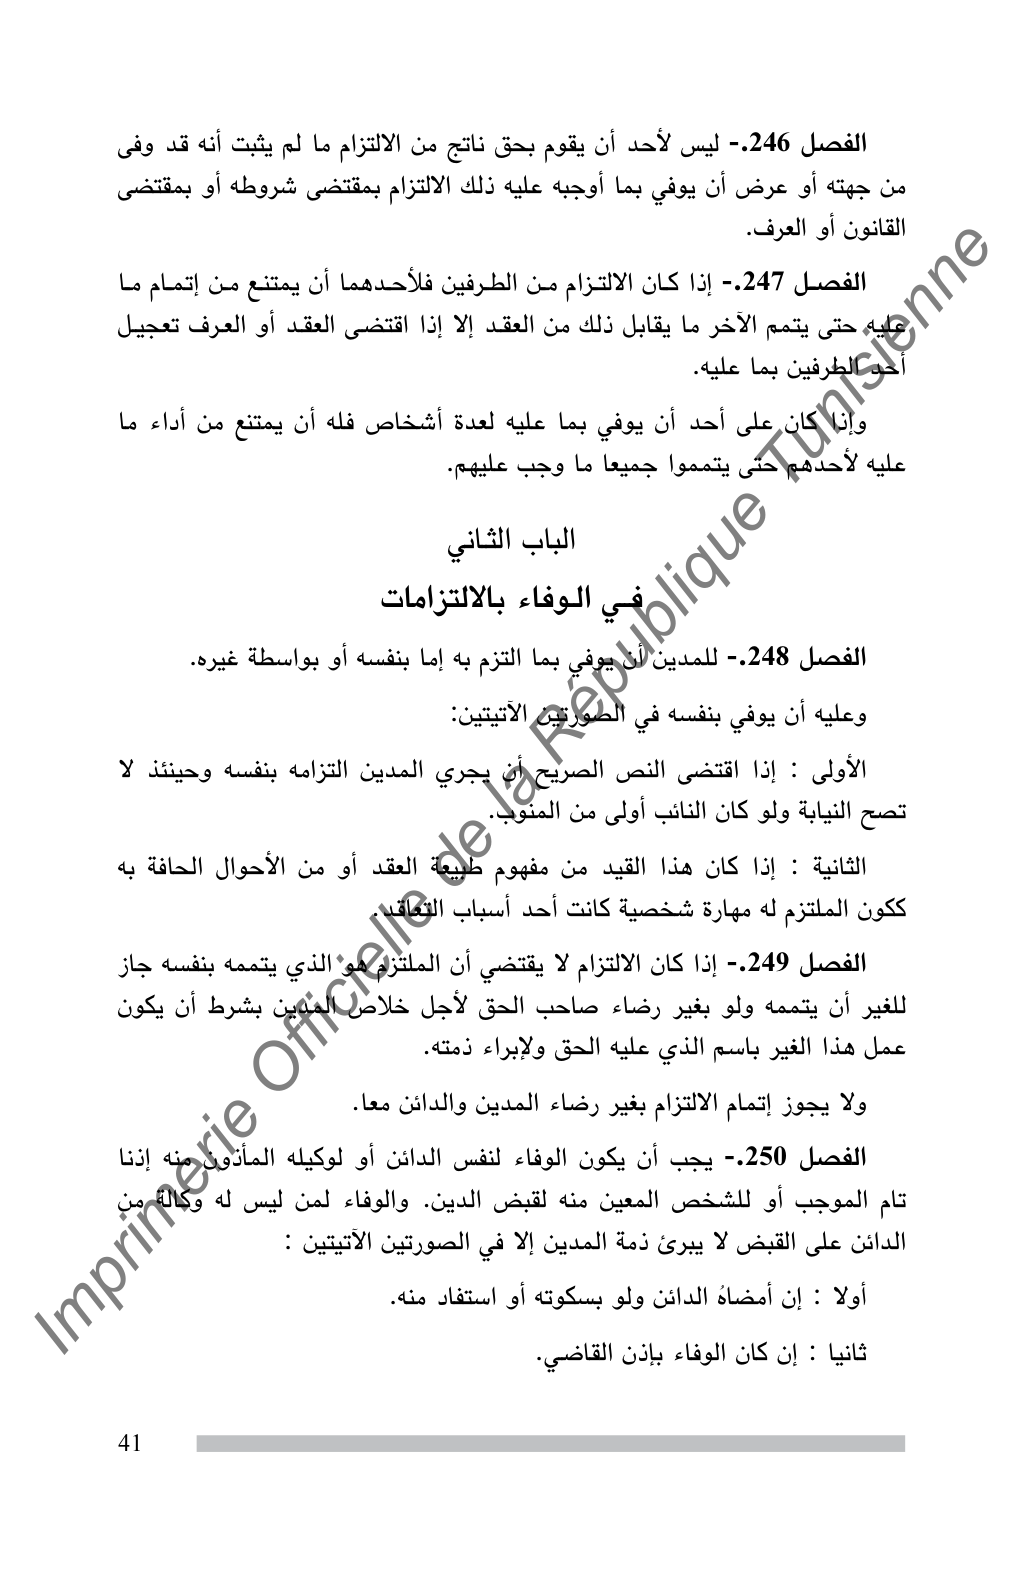 الفصل 246.- ليس لأحد أن يقوم بحق ناتج من الالتزام ما لم يثبت أنه قد وفى
من جهته أو عرض أن يوفي بما أوجبه عليه ذلك الالتزام بمقتضى شروطه أو بمقتضى
القانون أو العرف.
الفصل 247.- إذا كان الالتزام من الطرفين فلأحدهما أن يمتنع من إتمام ما
عليه حتى يتمم الآخر ما يقابل ذلك من العقد إلا إذا اقتضى العقد أو العرف تعجيل
أحد الطرفين بما عليه.
وإذا كان على أحد أن يوفي بما عليه لعدة أشخاص فله أن يمتنع من أداء ما
عليه لأحدهم حتى يتمموا جميعا ما وجب عليهم.
الباب الثاني
في الوفاء بالالتزامات
الفصل 248.- للمدين أن يوفي بما التزم به إما بنفسه أو بواسطة غيره.
وعليه أن يوفي بنفسه في الصورتين الآتيتين:
الأولى : إذا اقتضى النص الصريح أن يجري المدين التزامه بنفسه وحينئذ لا
تصح النيابة ولو كان النائب أولى من المنوب.
الثانية : إذا كان هذا القيد من مفهوم طبيعة العقد أو من الأحوال الحافة به
ككون الملتزم له مهارة شخصية كانت أحد أسباب التعاقد.
الفصل 249.- إذا كان الالتزام لا يقتضي أن الملتزم هو الذي يتممه بنفسه جاز
للغير أن يتممه ولو بغير رضاء صاحب الحق لأجل خلاص المدين بشرط أن يكون
عمل هذا الغير باسم الذي عليه الحق ولإبراء ذمته.
ولا يجوز إتمام الالتزام بغير رضاء المدين والدائن معا.
الفصل 250.- يجب أن يكون الوفاء لنفس الدائن أو لوكيله المأذون منه إذنا
تام الموجب أو للشخص المعين منه لقبض الدين. والوفاء لمن ليس له وكالة من
الدائن على القبض لا يبرئ ذمة المدين إلا في الصورتين الآتيتين :
أولا : إن أمضاهُ الدائن ولو بسكوته أو استفاد منه.
ثانيا : إن كان الوفاء بإذن القاضي.
41
Imprimerie Officielle de la République Tunisienne